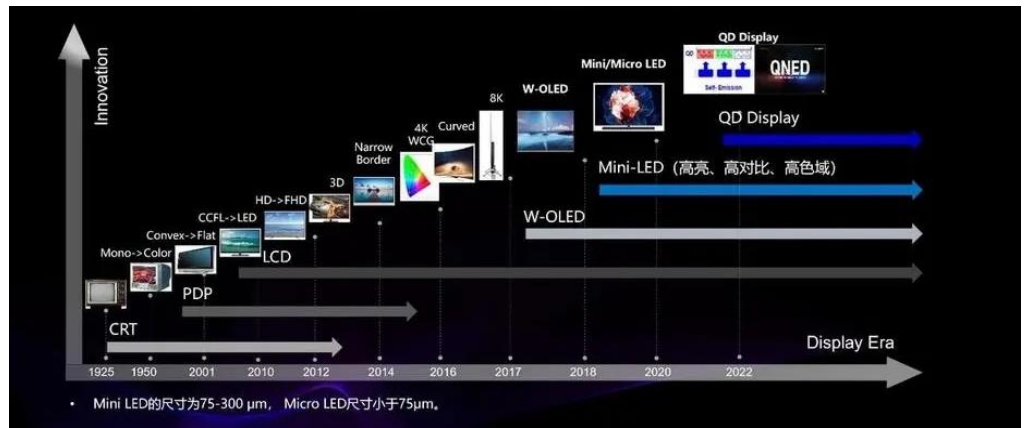 Innovation
QD Display
QD
Self-Emission
QNED
Mini/Micro LED
W-OLED
8K
Curved
4K
WCG
Narrow
Border
3D
HD->FHD
CCFL->LED
Convex->Flat
Mono->Color
QD Display
Mini-LED（高亮、高对比、高色域）
W-OLED
LCD
PDP
CRT
Display Era
1925 1950 2001 2010 2012 2014 2016 2017 2018 2020 2022
• Mini LED的尺寸为75-300 μm， Micro LED尺寸小于75μm。